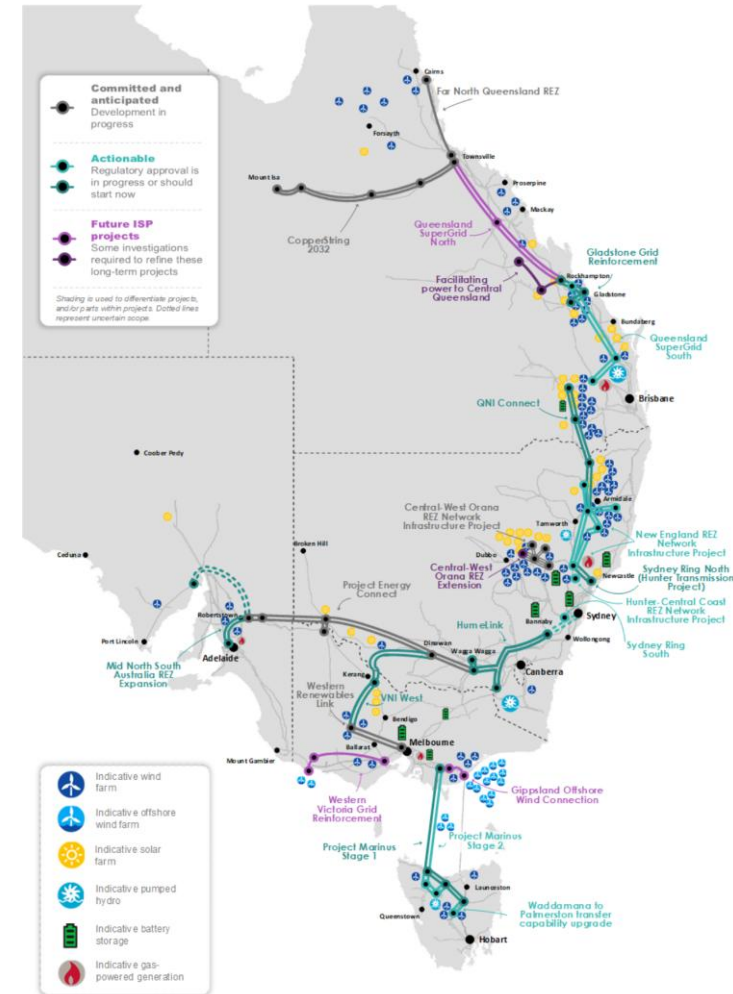 Committed and
anticipated
Development in
progress
Actionable
Regulatory approval is
in progress or should
start now
Future ISP
projects
Some investigations
required to refine these
long-term projects
Shading is used to differentiate projects,
and/or parts within projects. Dotted lines
represent uncertain scope.
Cairns
Far North Queensland REZ
Forsayth
Townsville
Mount Isa
Proserpine
Mackay
CopperString
2032
Queensland
SuperGrid
North
Gladstone Grid
Reinforcement
Facilitating
power to Central
Queensland
Rockhampton
Gladstone
Bundaberg
Queensland
SuperGrid
South
QNI Connect
Brisbane
Coober Pedy
Central-West Orana
REZ Network
Infrastructure Project
Armidale
Tamworth
New England REZ
Network
Infrastructure Project
Ceduna
Broken Hill
Dubbo
Central-West
Orana REZ
Extension
Newcastle
Sydney Ring North
(Hunter Transmission
Project)
Project Energy
Connect
Hunter-Central Coast
REZ Network
Infrastructure Project
Robertstown
HumeLink
Bannaby
Sydney
Wollongong
Sydney Ring
South
Port Lincoln
Adelaide
Mid North South
Australia REZ
Expansion
Dinawan
Wagga Wagga
Canberra
Kerang
Western
Renewables
Link
VNI West
Bendigo
Mount Gambier
Ballarat
Melbourne
Western
Victoria Grid
Reinforcement
Gippsland Offshore
Wind Connection
Project Marinus
Stage 1
Project Marinus
Stage 2
Launceston
Queenstown
Waddamana to
Palmerston transfer
capability upgrade
Hobart
Indicative wind
farm
Indicative offshore
wind farm
Indicative solar
farm
Indicative pumped
hydro
Indicative battery
storage
Indicative gas-
powered generation